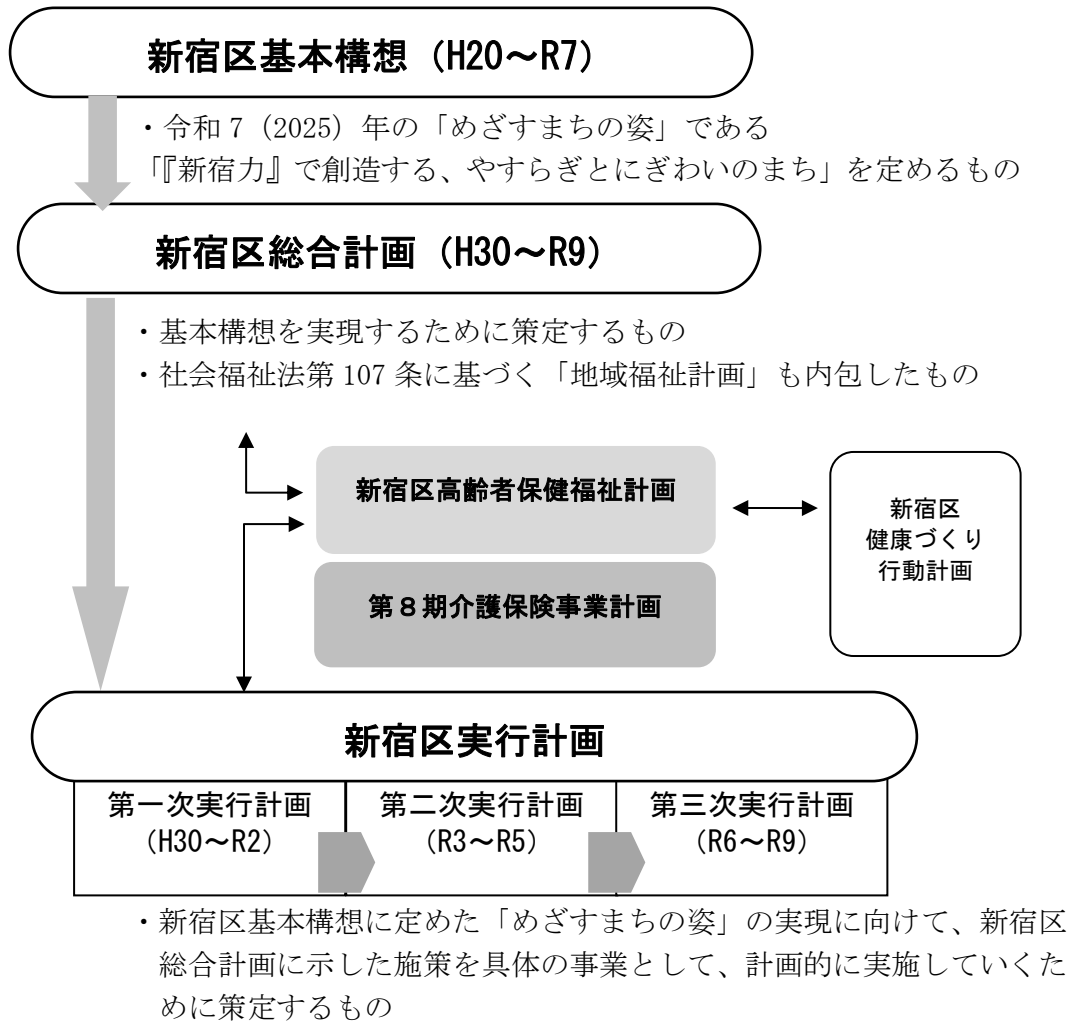 新宿区基本構想（H20～R7）
・令和７（2025）年の「めざすまちの姿」である
「『新宿力』で創造する、やすらぎとにぎわいのまち」を定めるもの
新宿区総合計画（H30～R9）
・基本構想を実現するために策定するもの
・社会福祉法第 107 条に基づく「地域福祉計画」も内包したもの
新宿区高齢者保健福祉計画
第８期介護保険事業計画
新宿区
健康づくり
行動計画
新宿区実行計画
第一次実行計画
（H30～R2）
第二次実行計画
（R3～R5）
第三次実行計画
（R6～R9）
・新宿区基本構想に定めた「めざすまちの姿」の実現に向けて、新宿区
総合計画に示した施策を具体の事業として、計画的に実施していくた
めに策定するもの